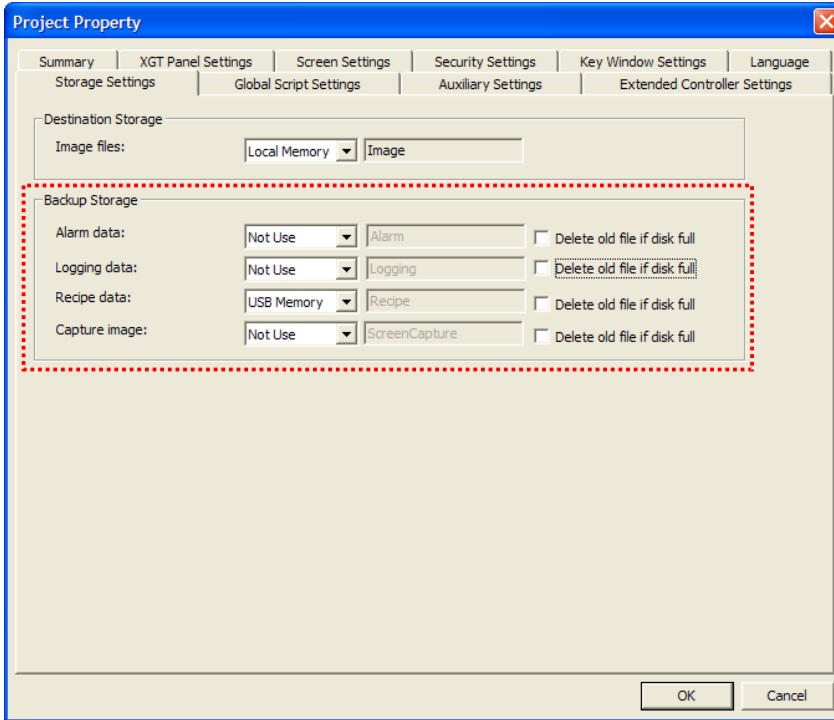 Project Property
Summary XGT Panel Settings Screen Settings Security Settings Key Window Settings Language
Storage Settings Global Script Settings Auxiliary Settings Extended Controller Settings
Destination Storage
Image files: Local Memory Image
Backup Storage
Alarm data: Not Use Alarm Delete old file if disk full
Logging data: Not Use Logging Delete old file if disk full
Recipe data: USB Memory Recipe Delete old file if disk full
Capture image: Not Use ScreenCapture Delete old file if disk full
OK Cancel